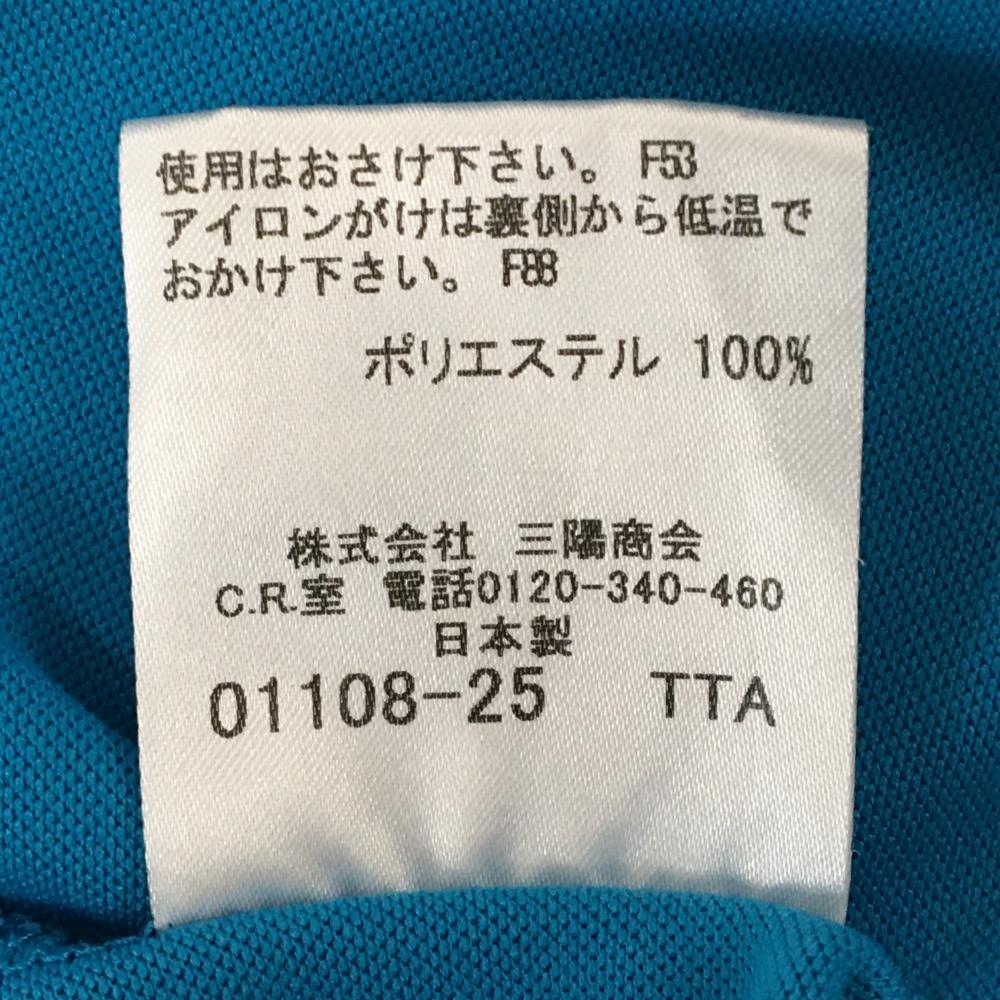 使用はおさけ下さい。 F53
アイロンがけは裏側から低温で
おかけ下さい。 F88
ポリエステル 100%
株式会社 三陽商会
C.R.室 電話0120-340-460
日本製
01108-25 TTA